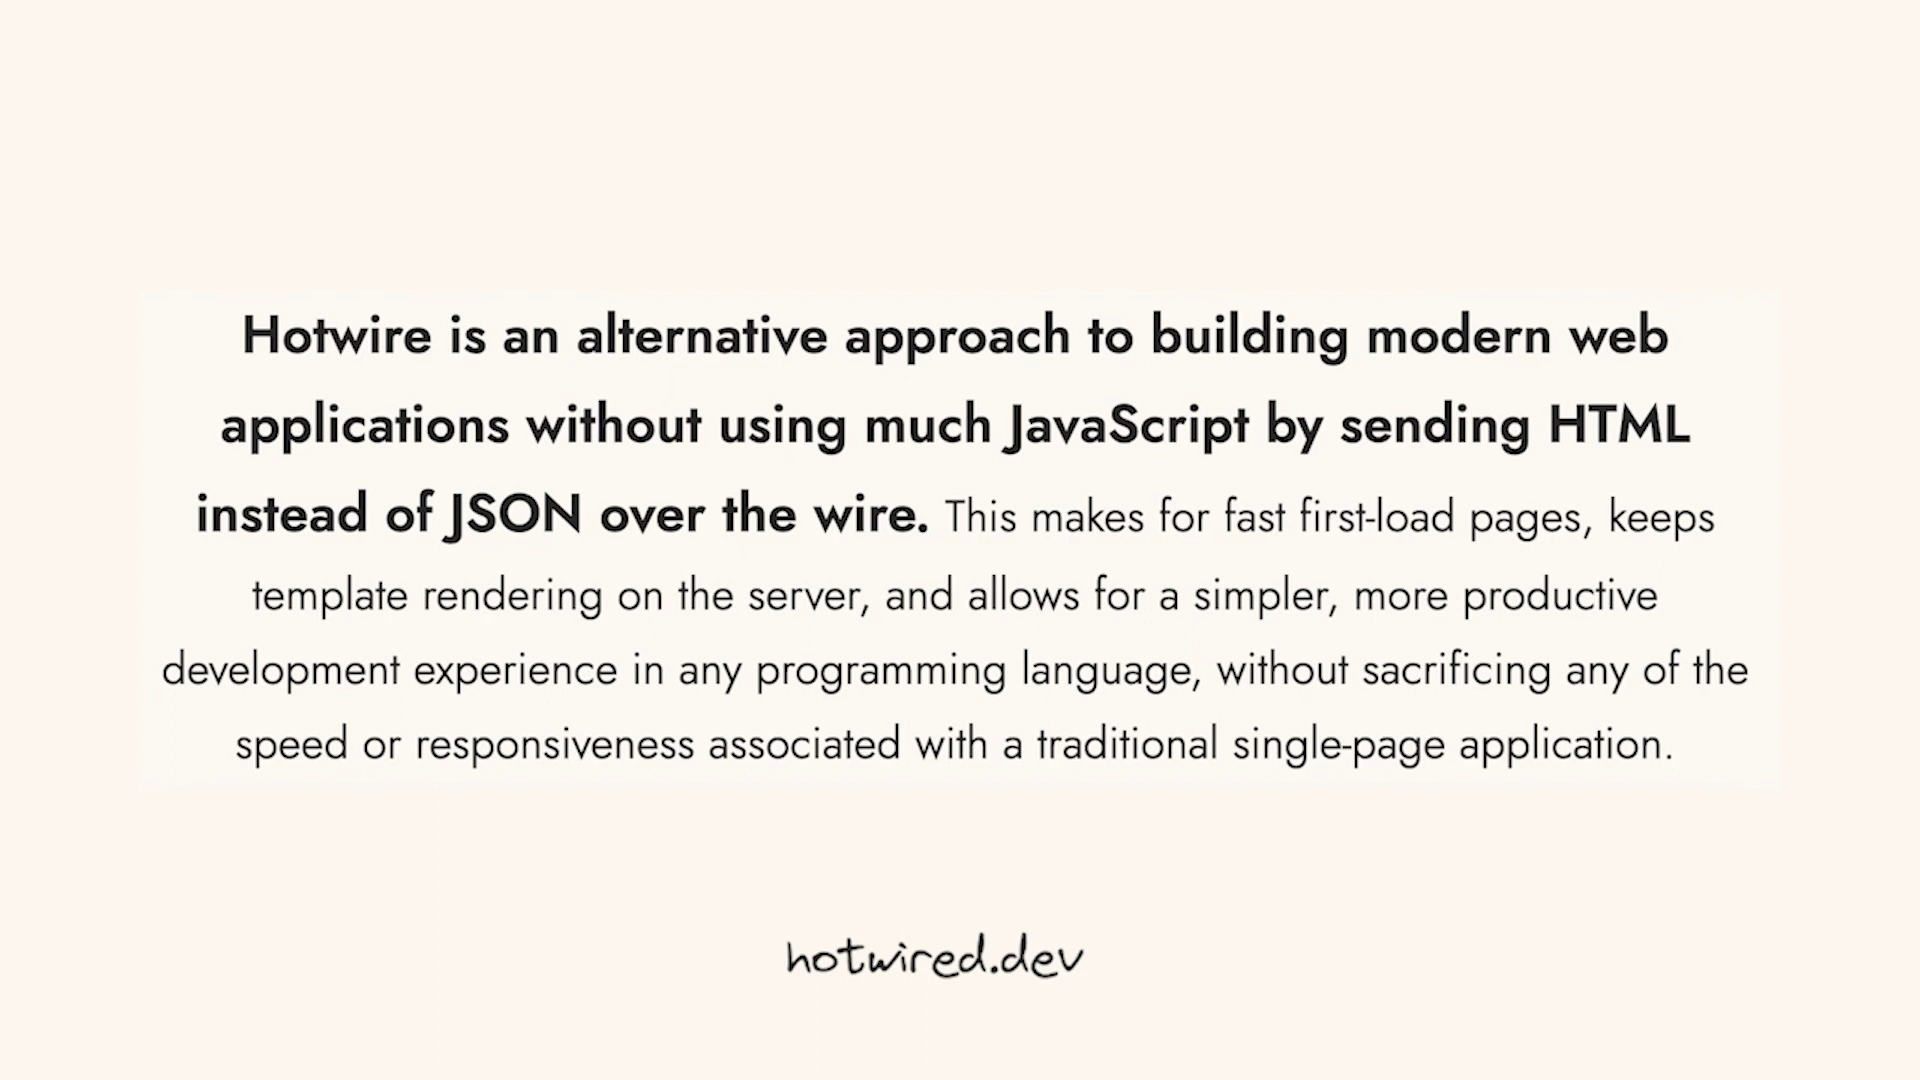 Hotwire is an alternative approach to building modern web
applications without using much JavaScript by sending HTML
instead of JSON over the wire. This makes for fast first-load pages, keeps
template rendering on the server, and allows for a simpler, more productive
development experience in any programming language, without sacrificing any of the
speed or responsiveness associated with a traditional single-page application.
hotwired.dev